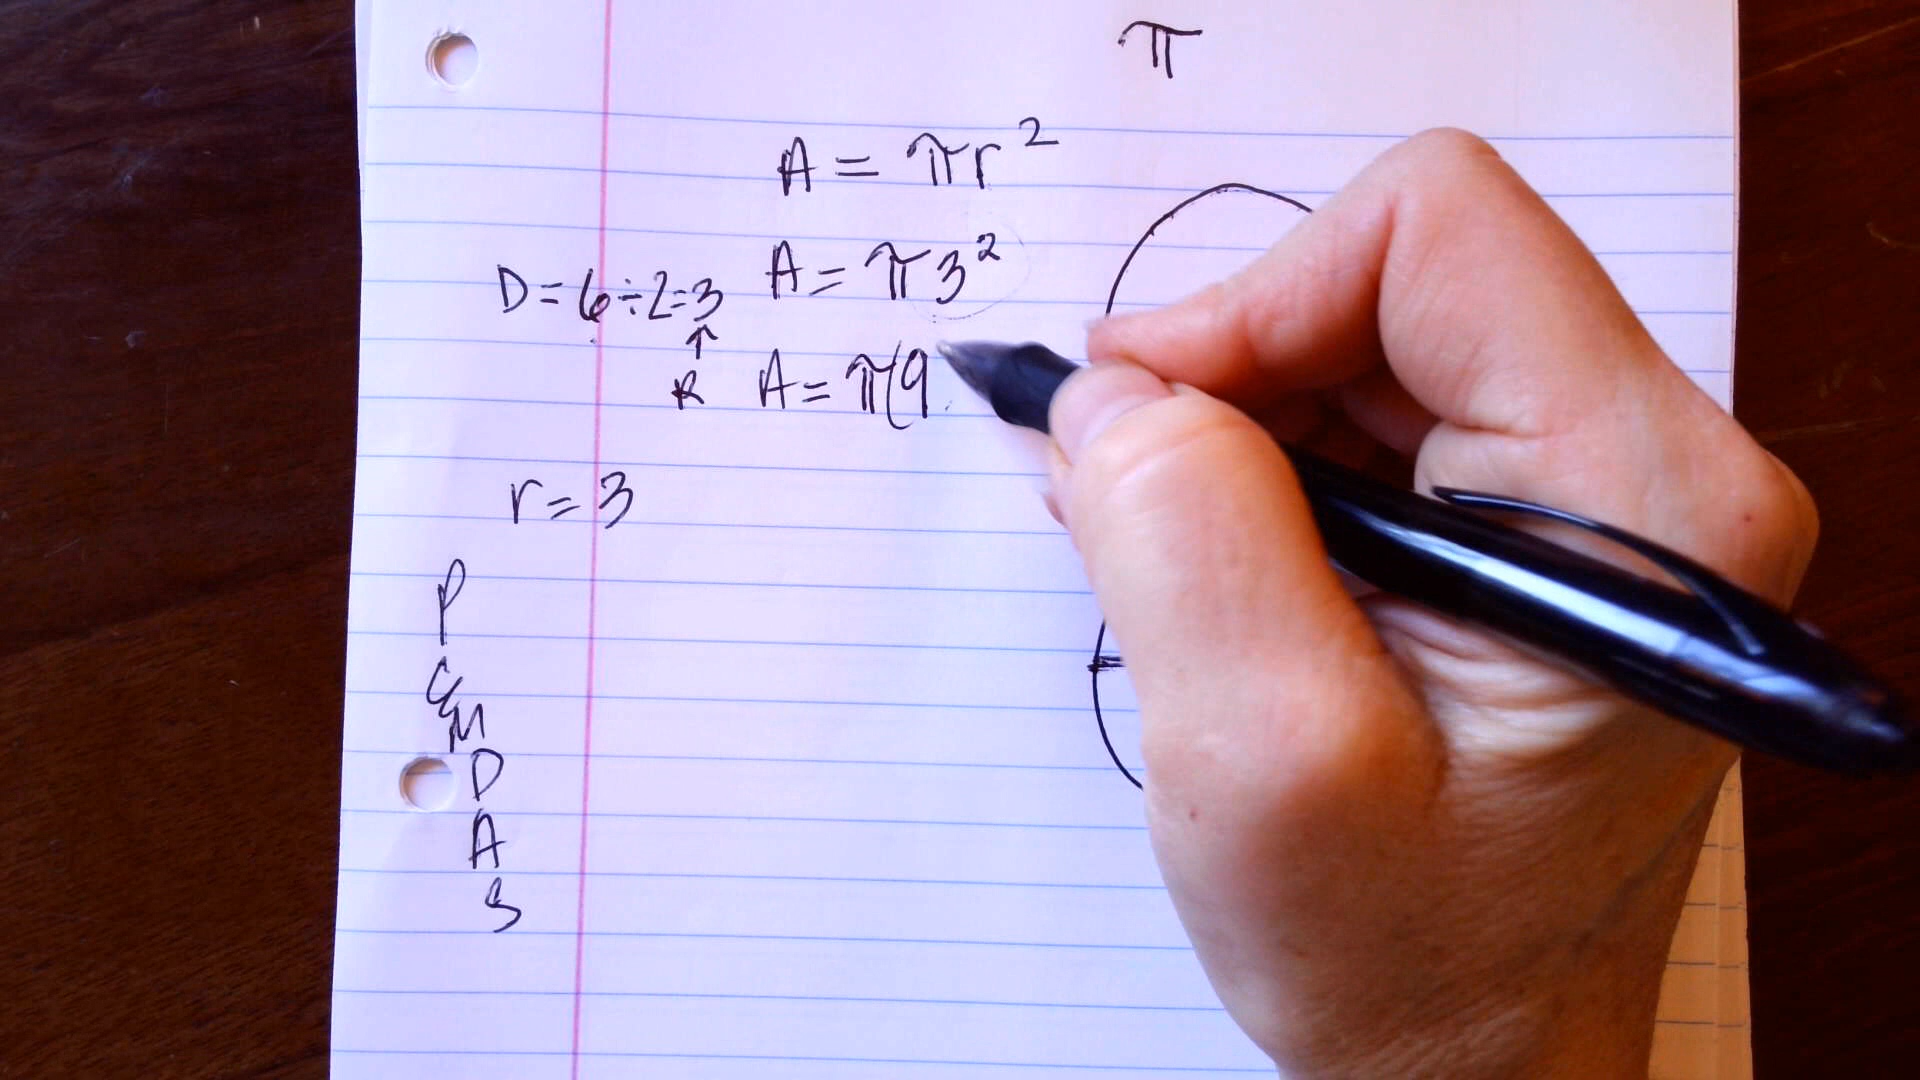 π
A = πr²
A = π3²
D = 6÷2=3
↑
R
A = π(9
r = 3
P
E
M
D
A
S